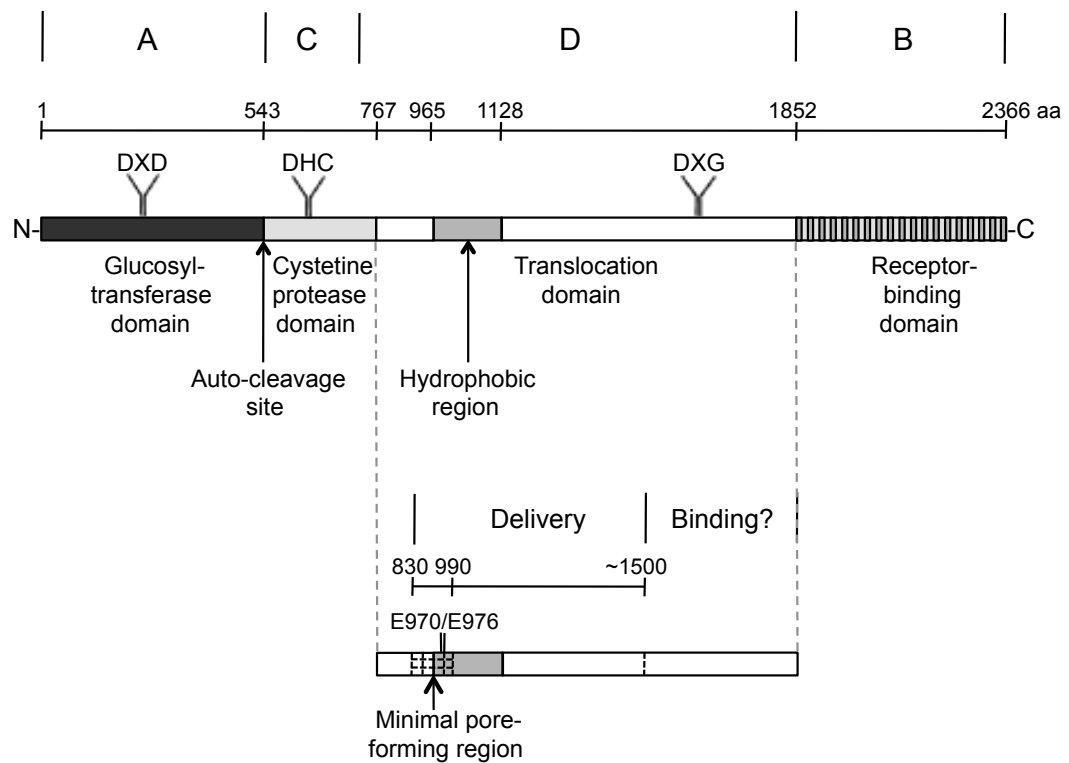 A C D B
1 543 767 965 1128 1852 2366 aa
DXD DHC DXG
N- -C
Glucosyl-
transferase
domain
Cystetine
protease
domain
Translocation
domain
Receptor-
binding
domain
Auto-cleavage
site
Hydrophobic
region
Delivery Binding?
830 990 ~1500
E970/E976
Minimal pore-
forming region